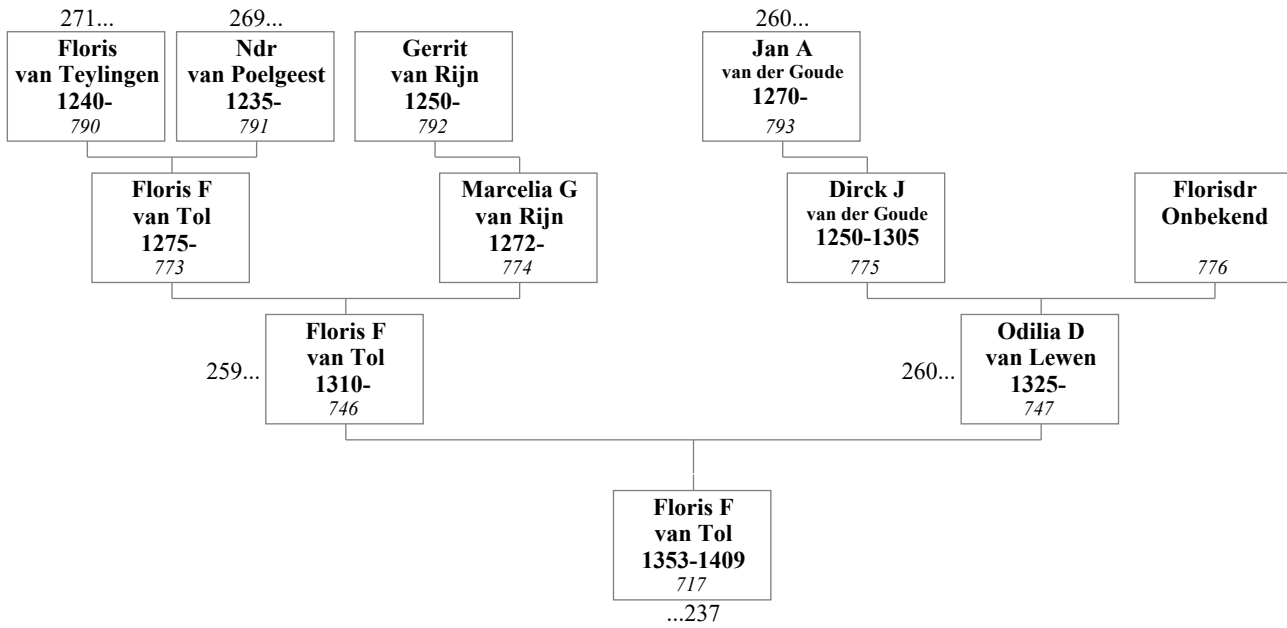 271...
269...
260...
Floris
van Teylingen
1240-
790
Ndr
van Poelgeest
1235-
791
Gerrit
van Rijn
1250-
792
Jan A
van der Goude
1270-
793
Floris F
van Tol
1275-
773
Marcelia G
van Rijn
1272-
774
Dirck J
van der Goude
1250-1305
775
Florisdr
Onbekend
776
259...
Floris F
van Tol
1310-
746
260...
Odilia D
van Lewen
1325-
747
Floris F
van Tol
1353-1409
717
...237